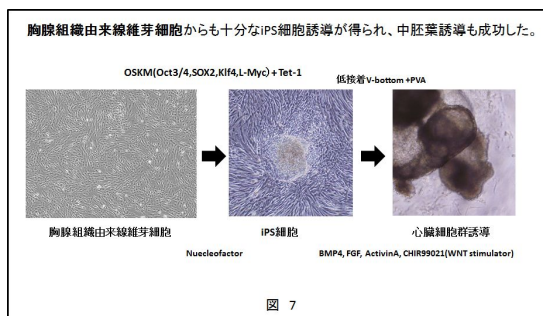 胸腺組織由来線維芽細胞からも十分なiPS細胞誘導が得られ、中胚葉誘導も成功した。
OSKM(Oct3/4,SOX2,Klf4,L-Myc)+Tet-1
低接着V-bottom +PVA
胸腺組織由来線維芽細胞
iPS細胞
心臓細胞群誘導
Nuecleofactor
BMP4, FGF, ActivinA, CHIR99021(WNT stimulator)
図 7